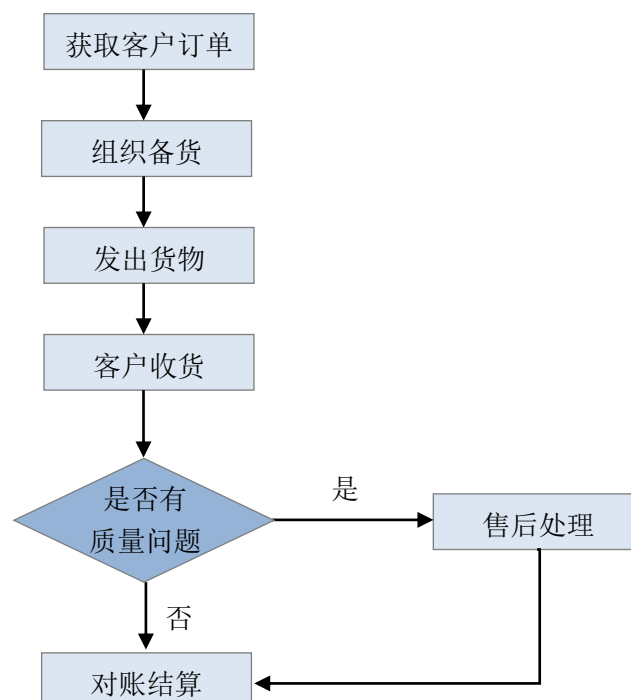 获取客户订单
组织备货
发出货物
客户收货
是否有
质量问题
是
售后处理
否
对账结算